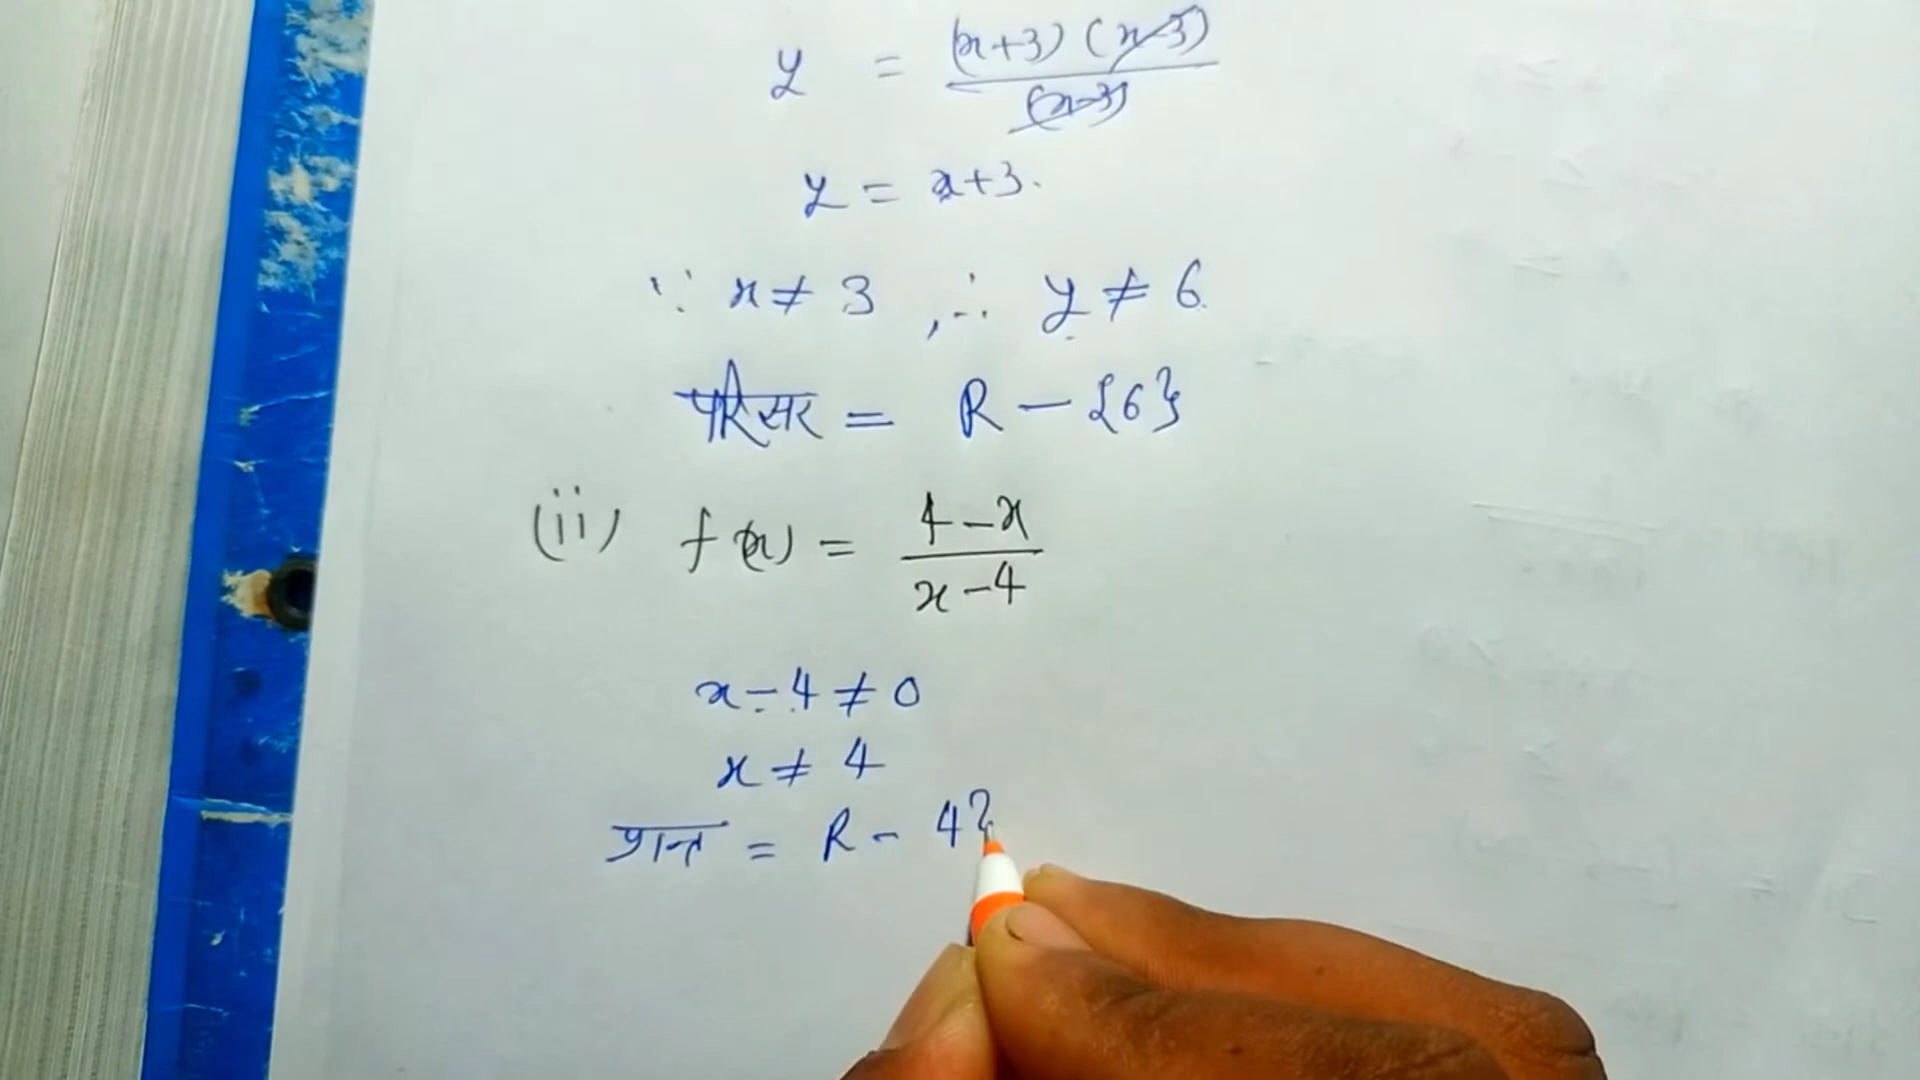 y = (x+3) (x-3) / (x-3)
y = x+3.
∵ x ≠ 3 , ∴ y ≠ 6
परिसर = R - {6}
(ii) f(x) = 4-x / x-4
x-4 ≠ 0
x ≠ 4
प्रान्त = R - 4}